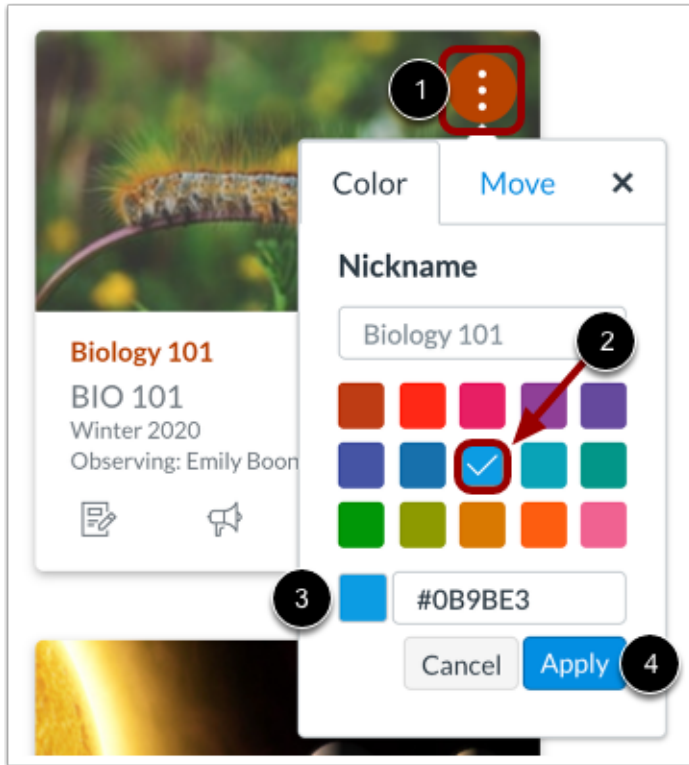 1
Color Move ×
Nickname
Biology 101
2
Biology 101
BIO 101
Winter 2020
Observing: Emily Boon
3
#0B9BE3
Cancel Apply
4